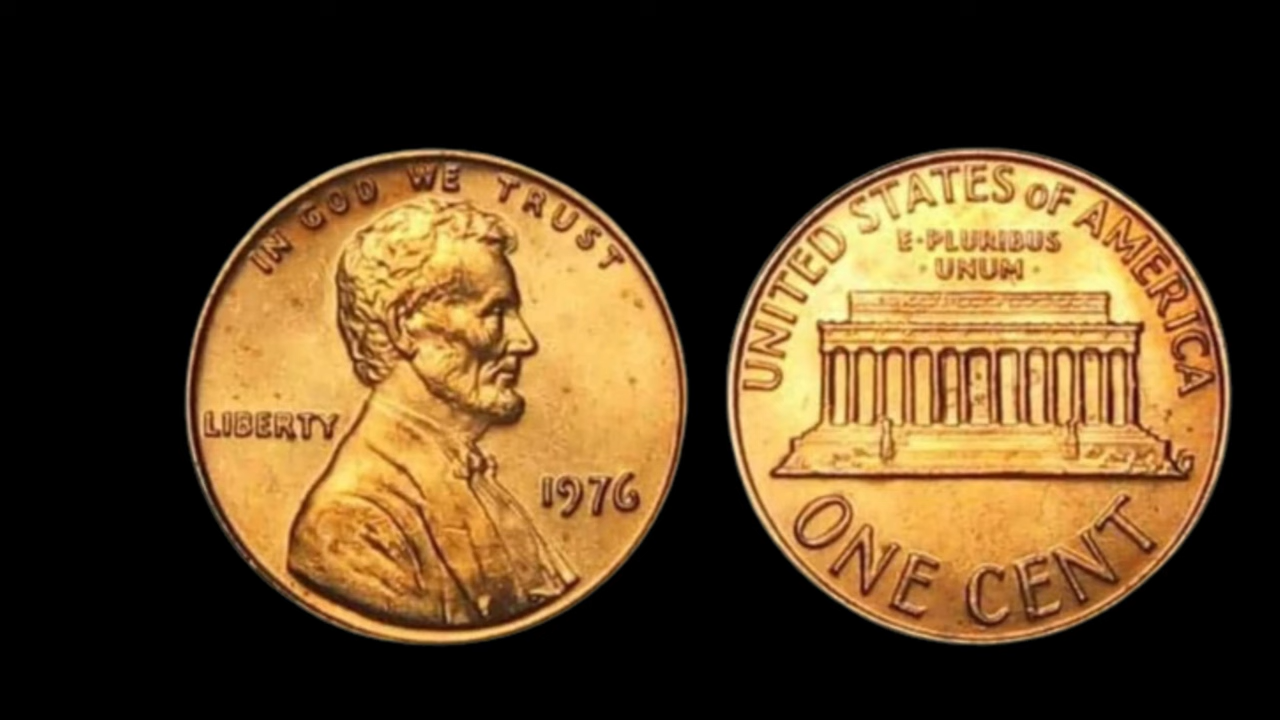 IN GOD WE TRUST
LIBERTY
1976
UNITED STATES OF AMERICA
E·PLURIBUS
·UNUM·
ONE CENT